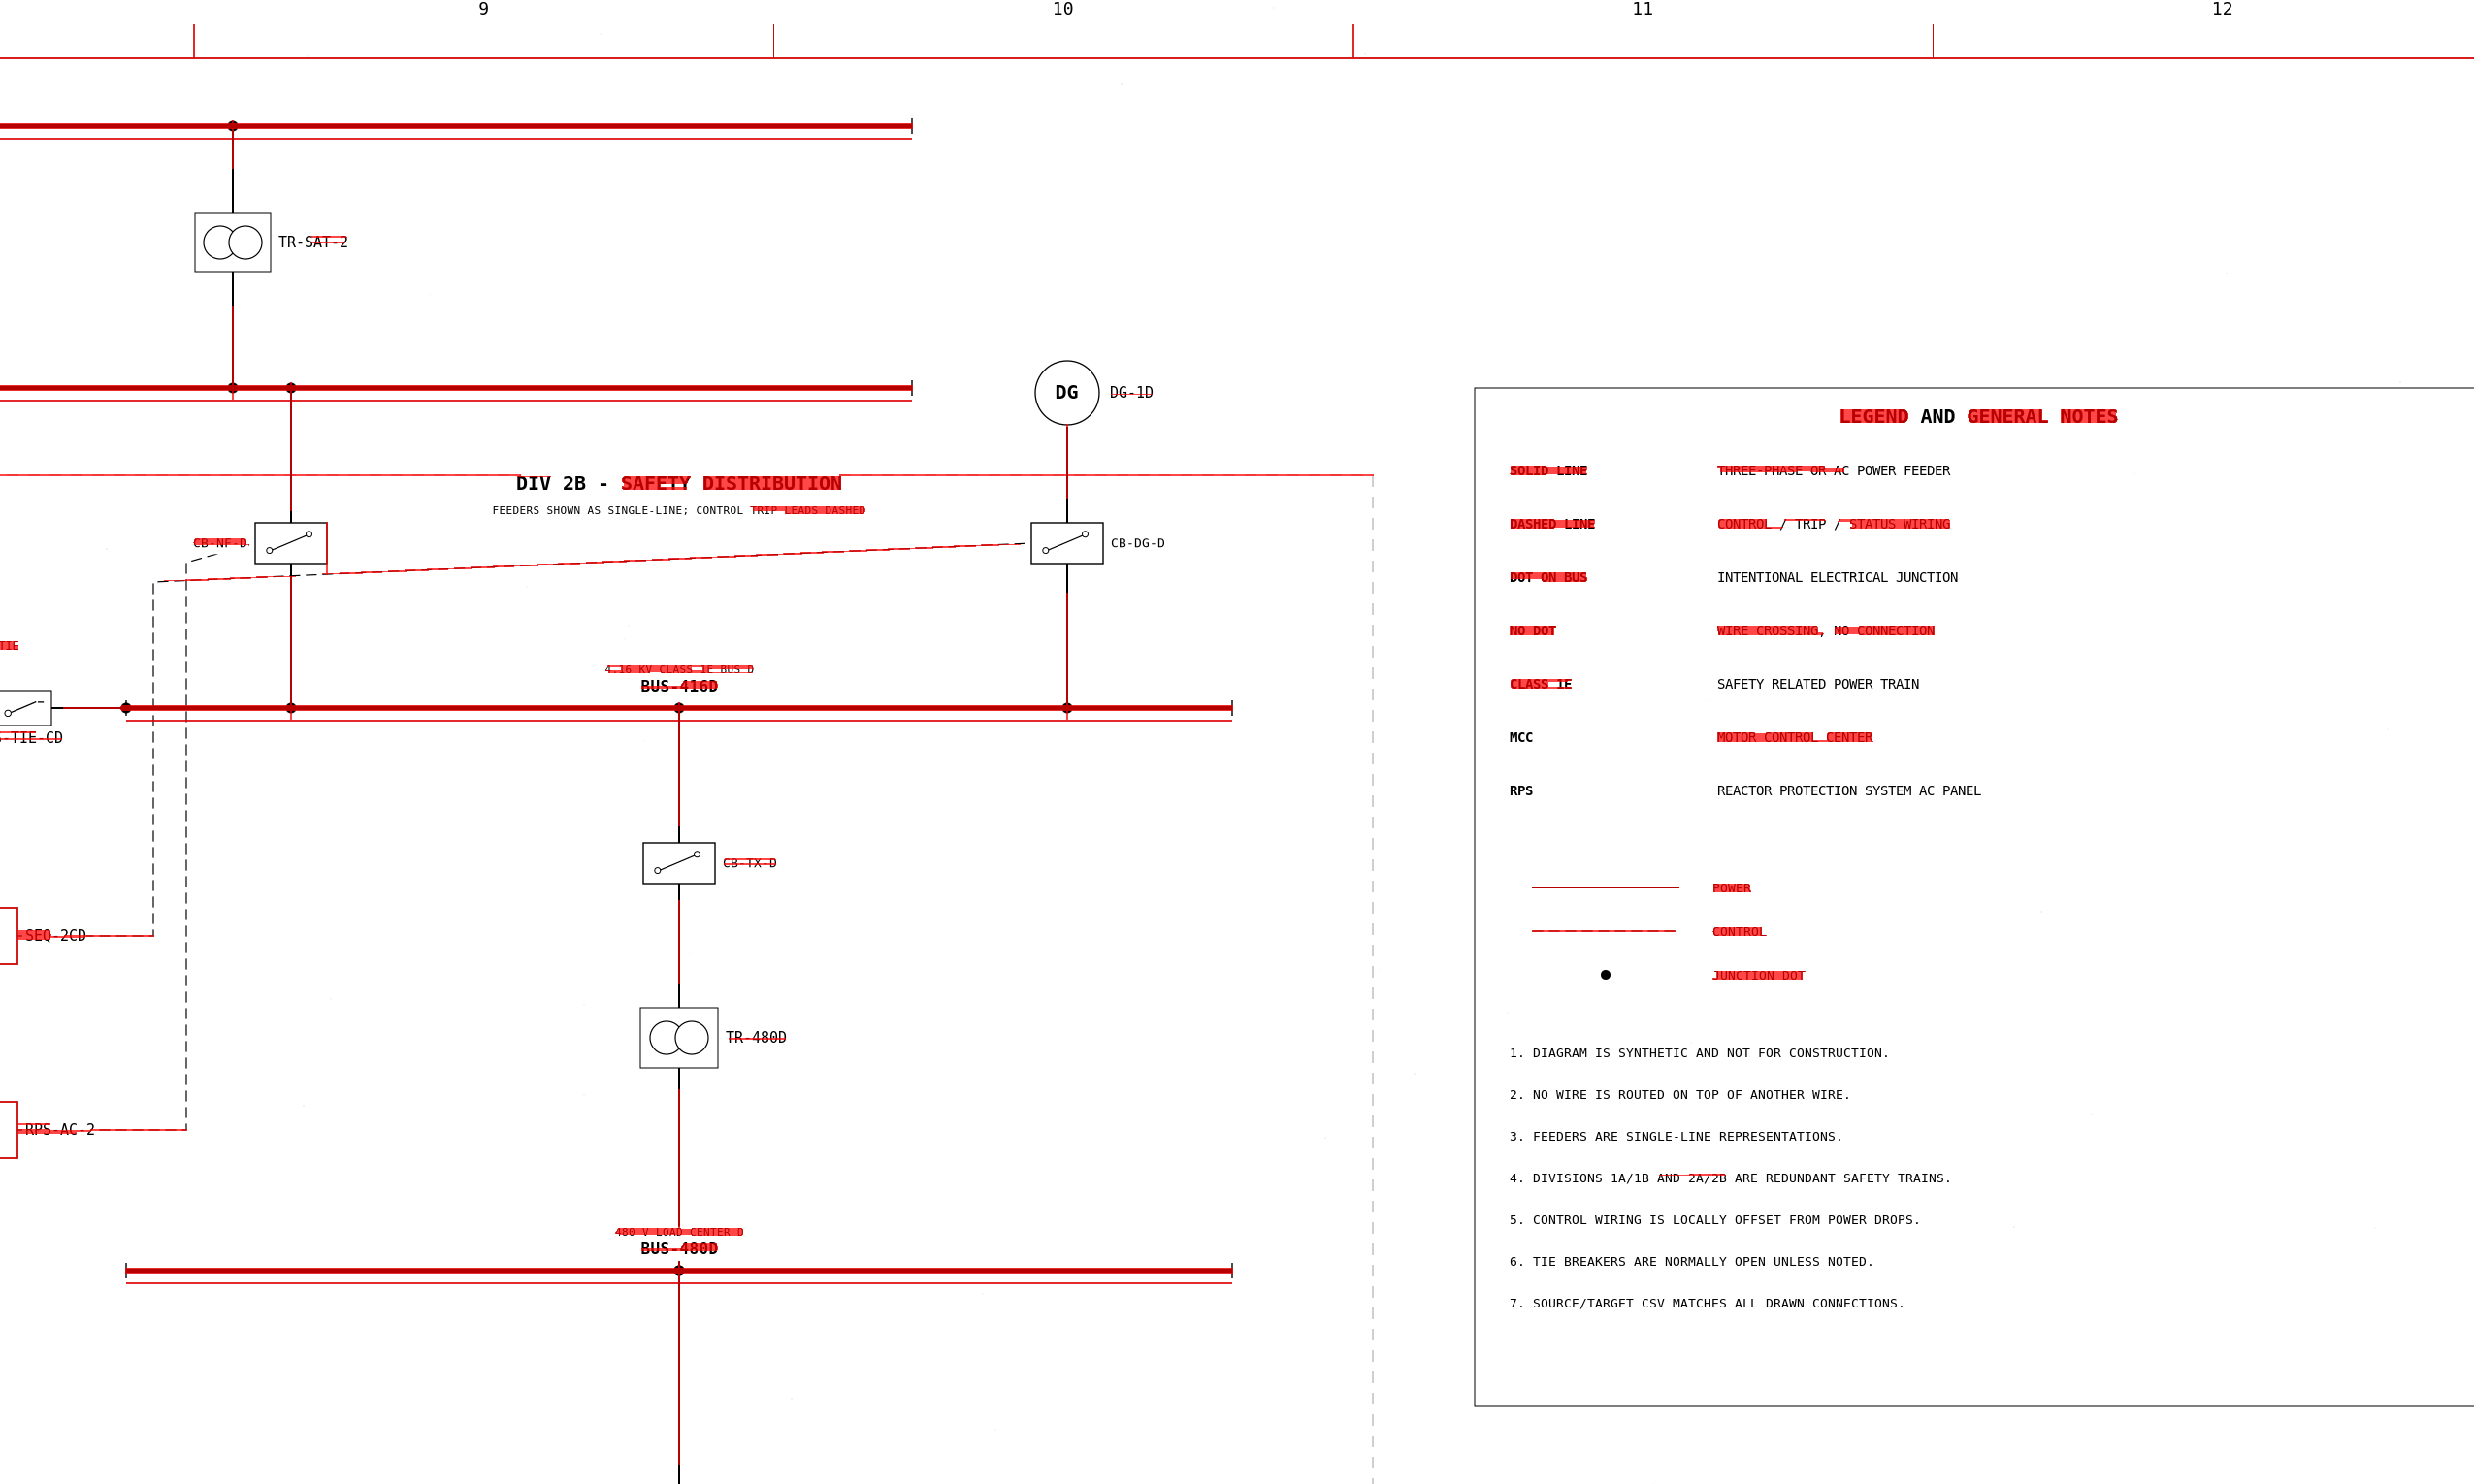 9 10 11 12
TR-SAT-2
DG DG-1D
DIV 2B - SAFETY DISTRIBUTION
FEEDERS SHOWN AS SINGLE-LINE; CONTROL TRIP LEADS DASHED
CB-NF-D
CB-DG-D
TIE
4.16 KV CLASS 1E BUS D
BUS-416D
-TIE-CD
CB-TX-D
SEQ-2CD
TR-480D
RPS-AC-2
480 V LOAD CENTER D
BUS-480D
LEGEND AND GENERAL NOTES
SOLID LINE THREE-PHASE OR AC POWER FEEDER
DASHED LINE CONTROL / TRIP / STATUS WIRING
DOT ON BUS INTENTIONAL ELECTRICAL JUNCTION
NO DOT WIRE CROSSING, NO CONNECTION
CLASS 1E SAFETY RELATED POWER TRAIN
MCC MOTOR CONTROL CENTER
RPS REACTOR PROTECTION SYSTEM AC PANEL
POWER
CONTROL
JUNCTION DOT
1. DIAGRAM IS SYNTHETIC AND NOT FOR CONSTRUCTION.
2. NO WIRE IS ROUTED ON TOP OF ANOTHER WIRE.
3. FEEDERS ARE SINGLE-LINE REPRESENTATIONS.
4. DIVISIONS 1A/1B AND 2A/2B ARE REDUNDANT SAFETY TRAINS.
5. CONTROL WIRING IS LOCALLY OFFSET FROM POWER DROPS.
6. TIE BREAKERS ARE NORMALLY OPEN UNLESS NOTED.
7. SOURCE/TARGET CSV MATCHES ALL DRAWN CONNECTIONS.